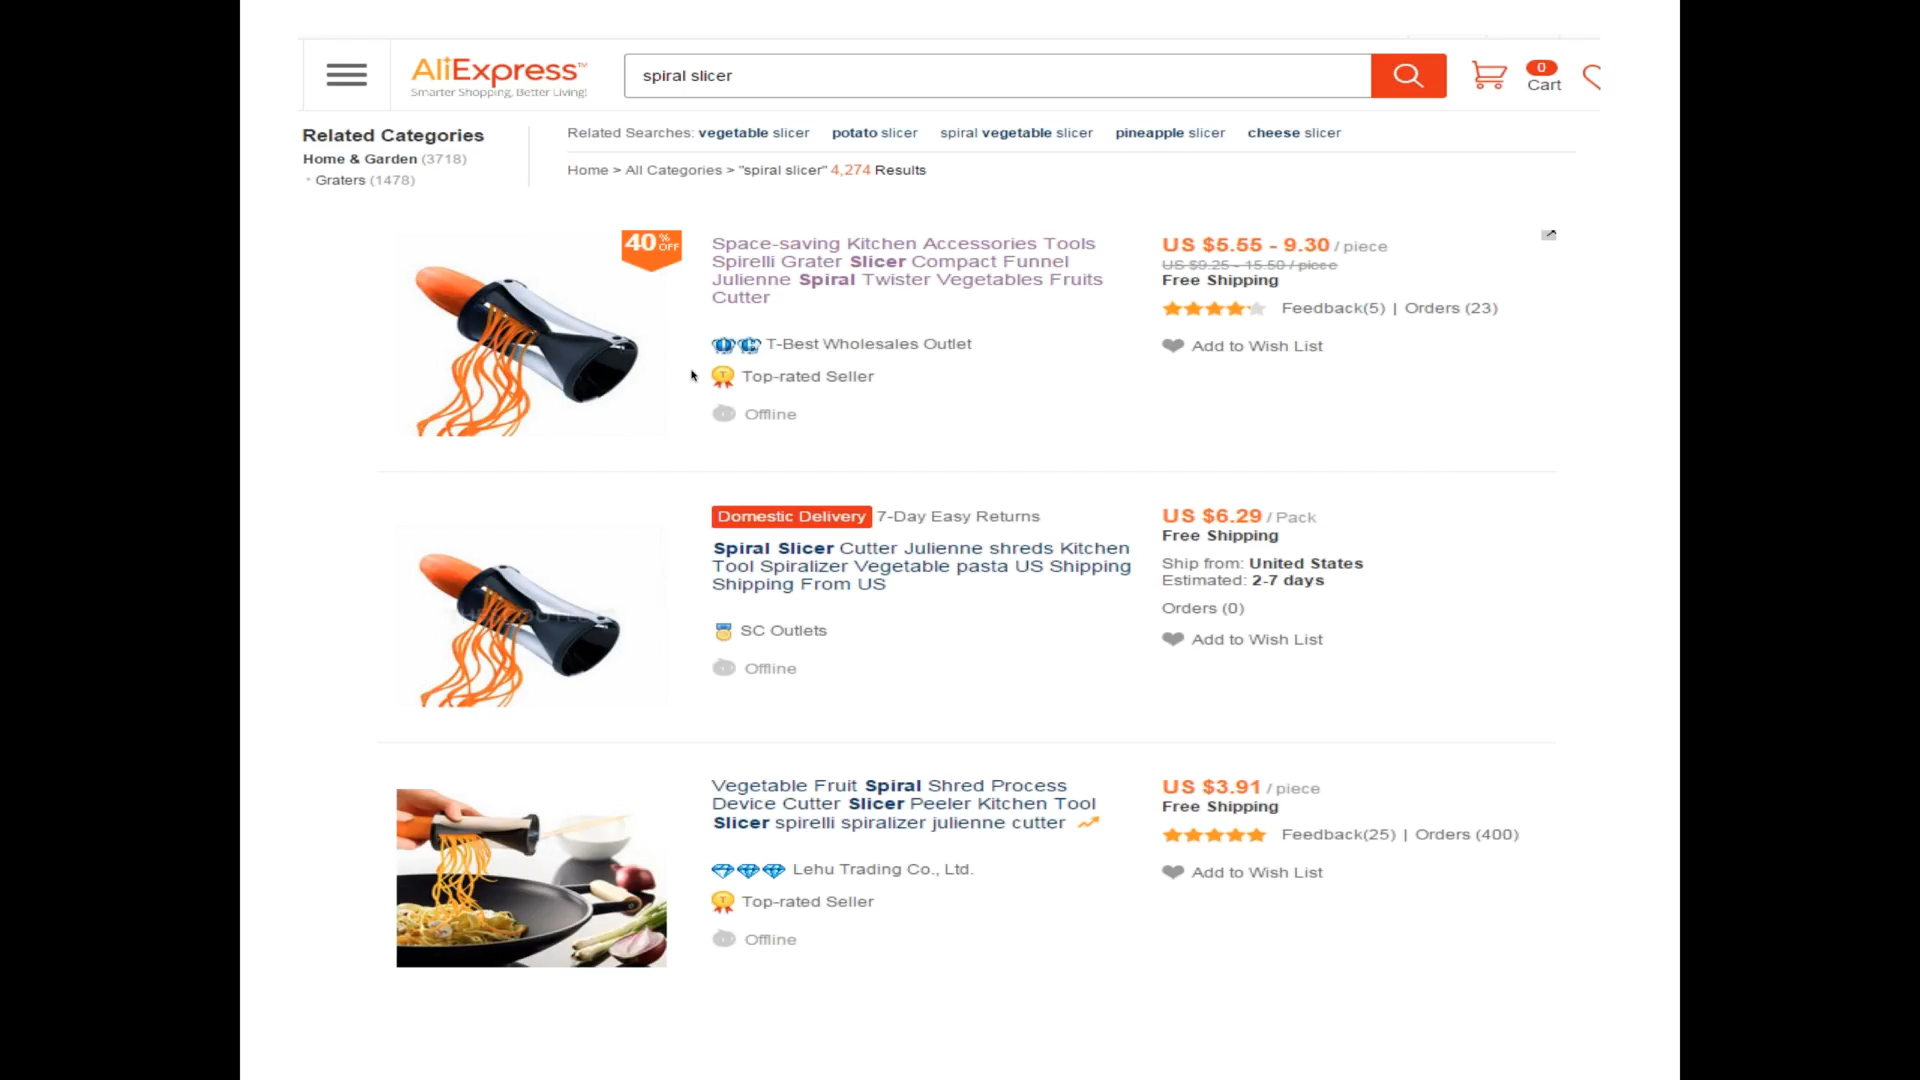 AliExpress™
Smarter Shopping, Better Living!
spiral slicer
0
Cart
Related Categories
Home & Garden (3718)
Graters (1478)
Related Searches: vegetable slicer potato slicer spiral vegetable slicer pineapple slicer cheese slicer
Home > All Categories > "spiral slicer" 4,274 Results
40% OFF
Space-saving Kitchen Accessories Tools
Spirelli Grater Slicer Compact Funnel
Julienne Spiral Twister Vegetables Fruits
Cutter
T-Best Wholesales Outlet
Top-rated Seller
Offline
US $5.55 - 9.30 / piece
US $9.25 - 15.50 / piece
Free Shipping
Feedback(5) | Orders (23)
Add to Wish List
Domestic Delivery 7-Day Easy Returns
Spiral Slicer Cutter Julienne shreds Kitchen
Tool Spiralizer Vegetable pasta US Shipping
Shipping From US
SC Outlets
Offline
US $6.29 / Pack
Free Shipping
Ship from: United States
Estimated: 2-7 days
Orders (0)
Add to Wish List
Vegetable Fruit Spiral Shred Process
Device Cutter Slicer Peeler Kitchen Tool
Slicer spirelli spiralizer julienne cutter
Lehu Trading Co., Ltd.
Top-rated Seller
Offline
US $3.91 / piece
Free Shipping
Feedback(25) | Orders (400)
Add to Wish List